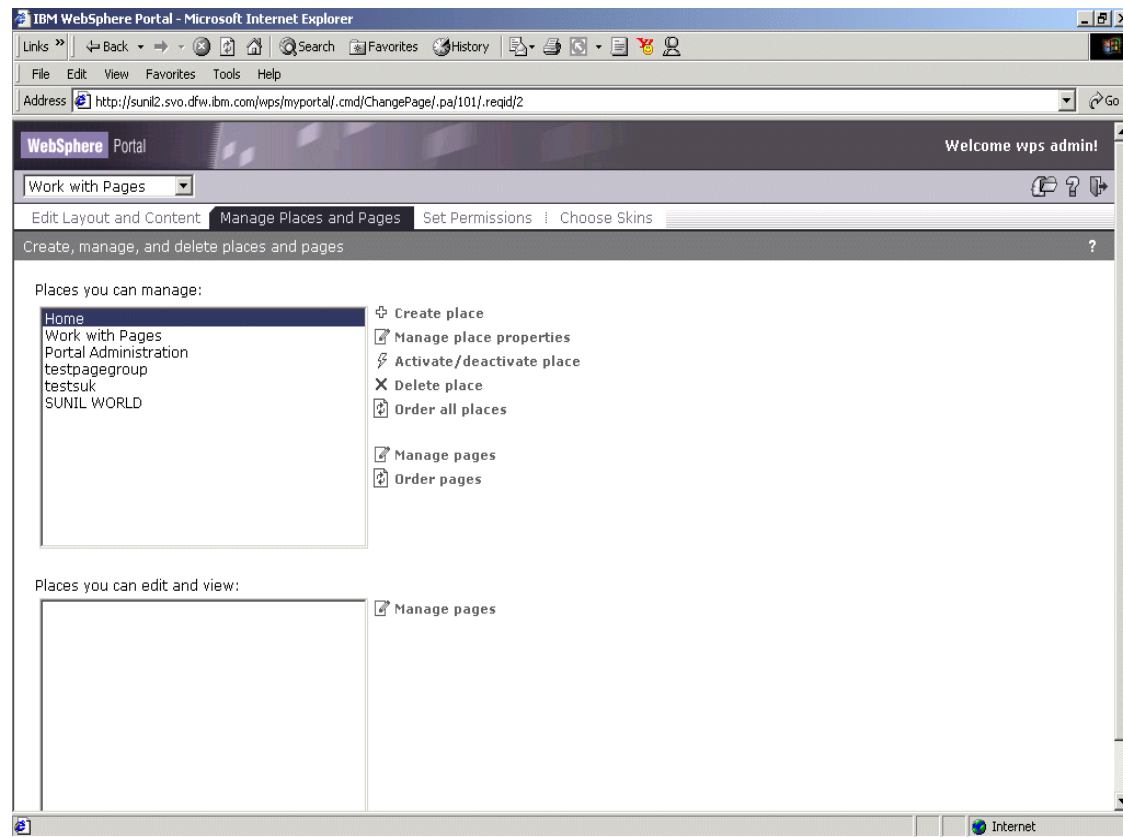 IBM WebSphere Portal - Microsoft Internet Explorer
Links » Back Search Favorites History
File Edit View Favorites Tools Help
Address http://sunil2.svo.dfw.ibm.com/wps/myportal/.cmd/ChangePage/.pa/101/.reqid/2 Go
WebSphere Portal Welcome wps admin!
Work with Pages ?
Edit Layout and Content Manage Places and Pages Set Permissions | Choose Skins
Create, manage, and delete places and pages ?
Places you can manage:
Home
Create place
Work with Pages
Manage place properties
Portal Administration
Activate/deactivate place
testpagegroup
testsuk
Delete place
SUNIL WORLD
Order all places
Manage pages
Order pages
Places you can edit and view:
Manage pages
Internet